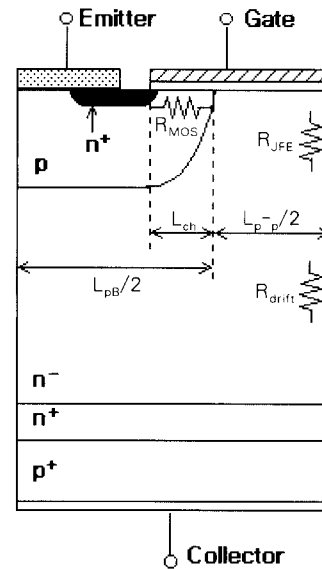 Emitter
Gate
R_MOS
n+
p
R_JFE
L_ch
L_p-p/2
L_pB/2
R_drift
n−
n+
p+
Collector